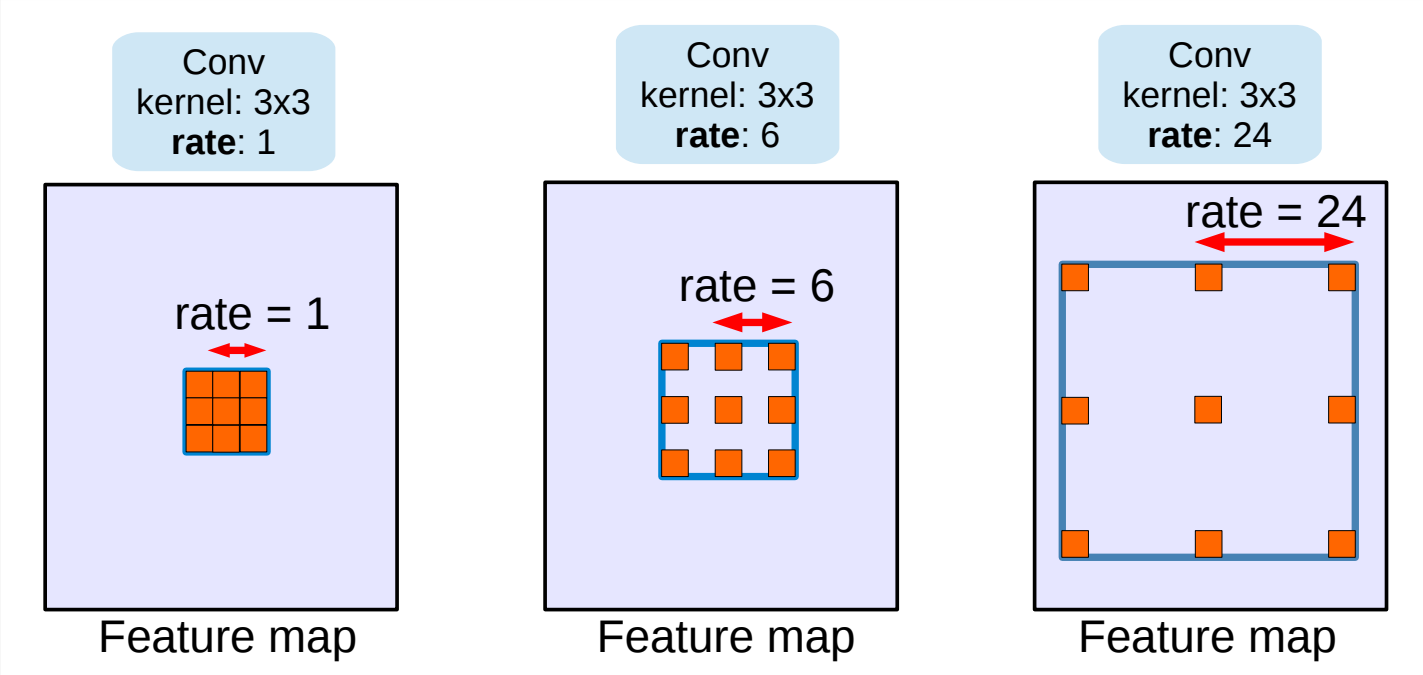 Conv
kernel: 3x3
rate: 1
Conv
kernel: 3x3
rate: 6
Conv
kernel: 3x3
rate: 24
rate = 1
rate = 6
rate = 24
Feature map
Feature map
Feature map